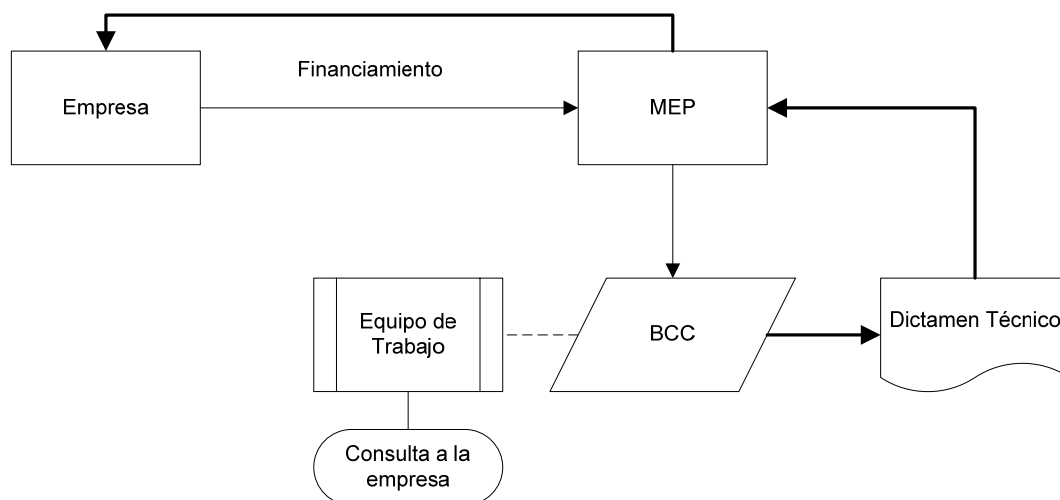 Financiamiento
Empresa
MEP
Equipo de
Trabajo
BCC
Dictamen Técnico
Consulta a la
empresa